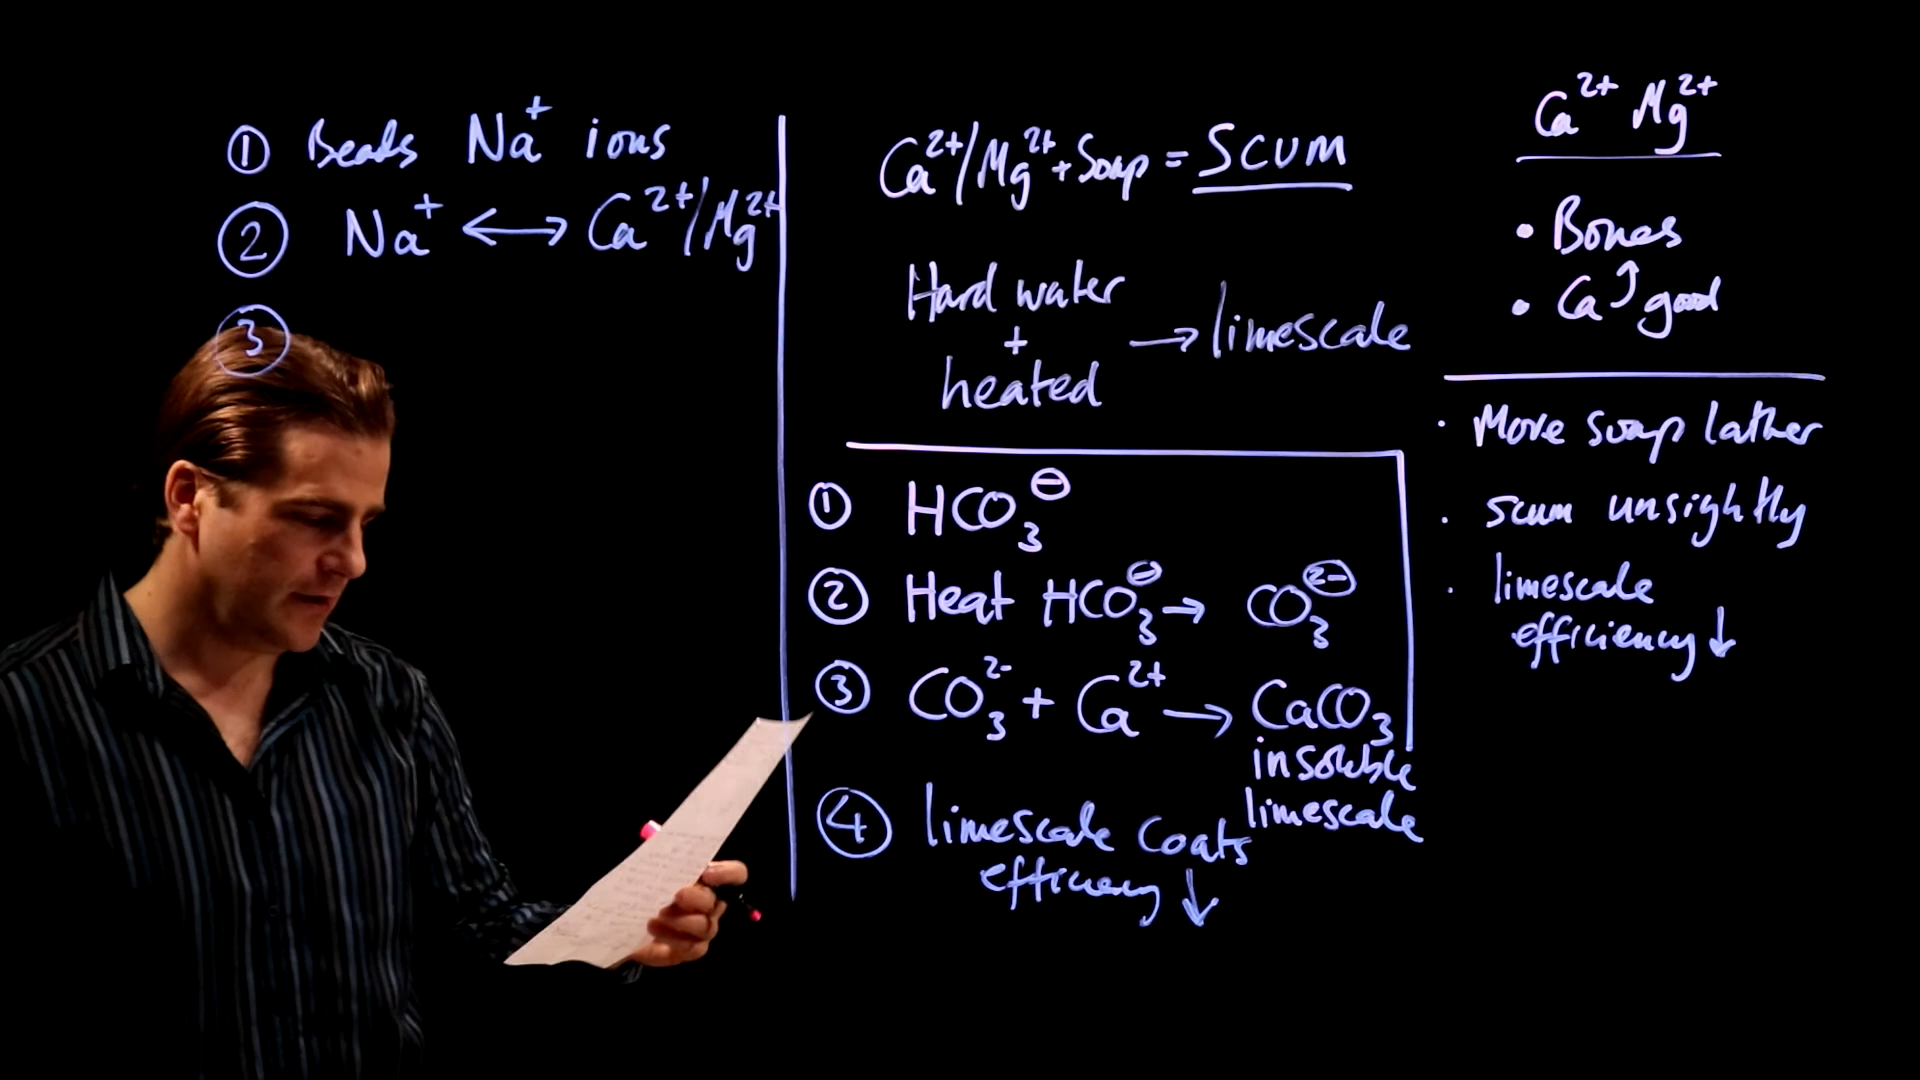 ① Beads Na⁺ ions
② Na⁺ ↔ Ca²⁺/Mg²⁺
③
Ca²⁺/Mg²⁺ + Soap = SCUM
Hard water
+
heated
→ limescale
① HCO₃⊖
② Heat HCO₃⊖ → CO₃²⁻
③ CO₃²⁻ + Ca²⁺ → CaCO₃
insoluble
limescale
④ limescale coats
efficiency ↓
Ca²⁺ Mg²⁺
• Bones
• Ca good
· More soap lather
· scum unsightly
· limescale
efficiency ↓